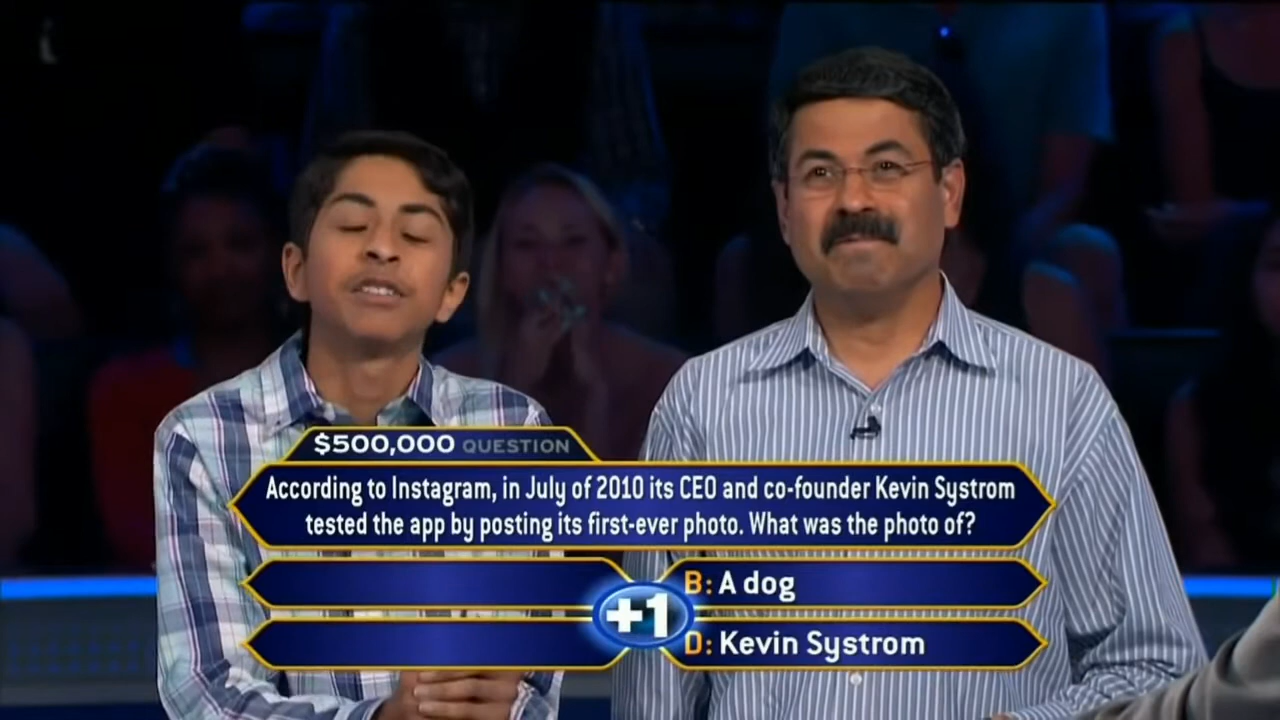 $500,000 QUESTION
According to Instagram, in July of 2010 its CEO and co-founder Kevin Systrom
tested the app by posting its first-ever photo. What was the photo of?
B: A dog
+1
D: Kevin Systrom